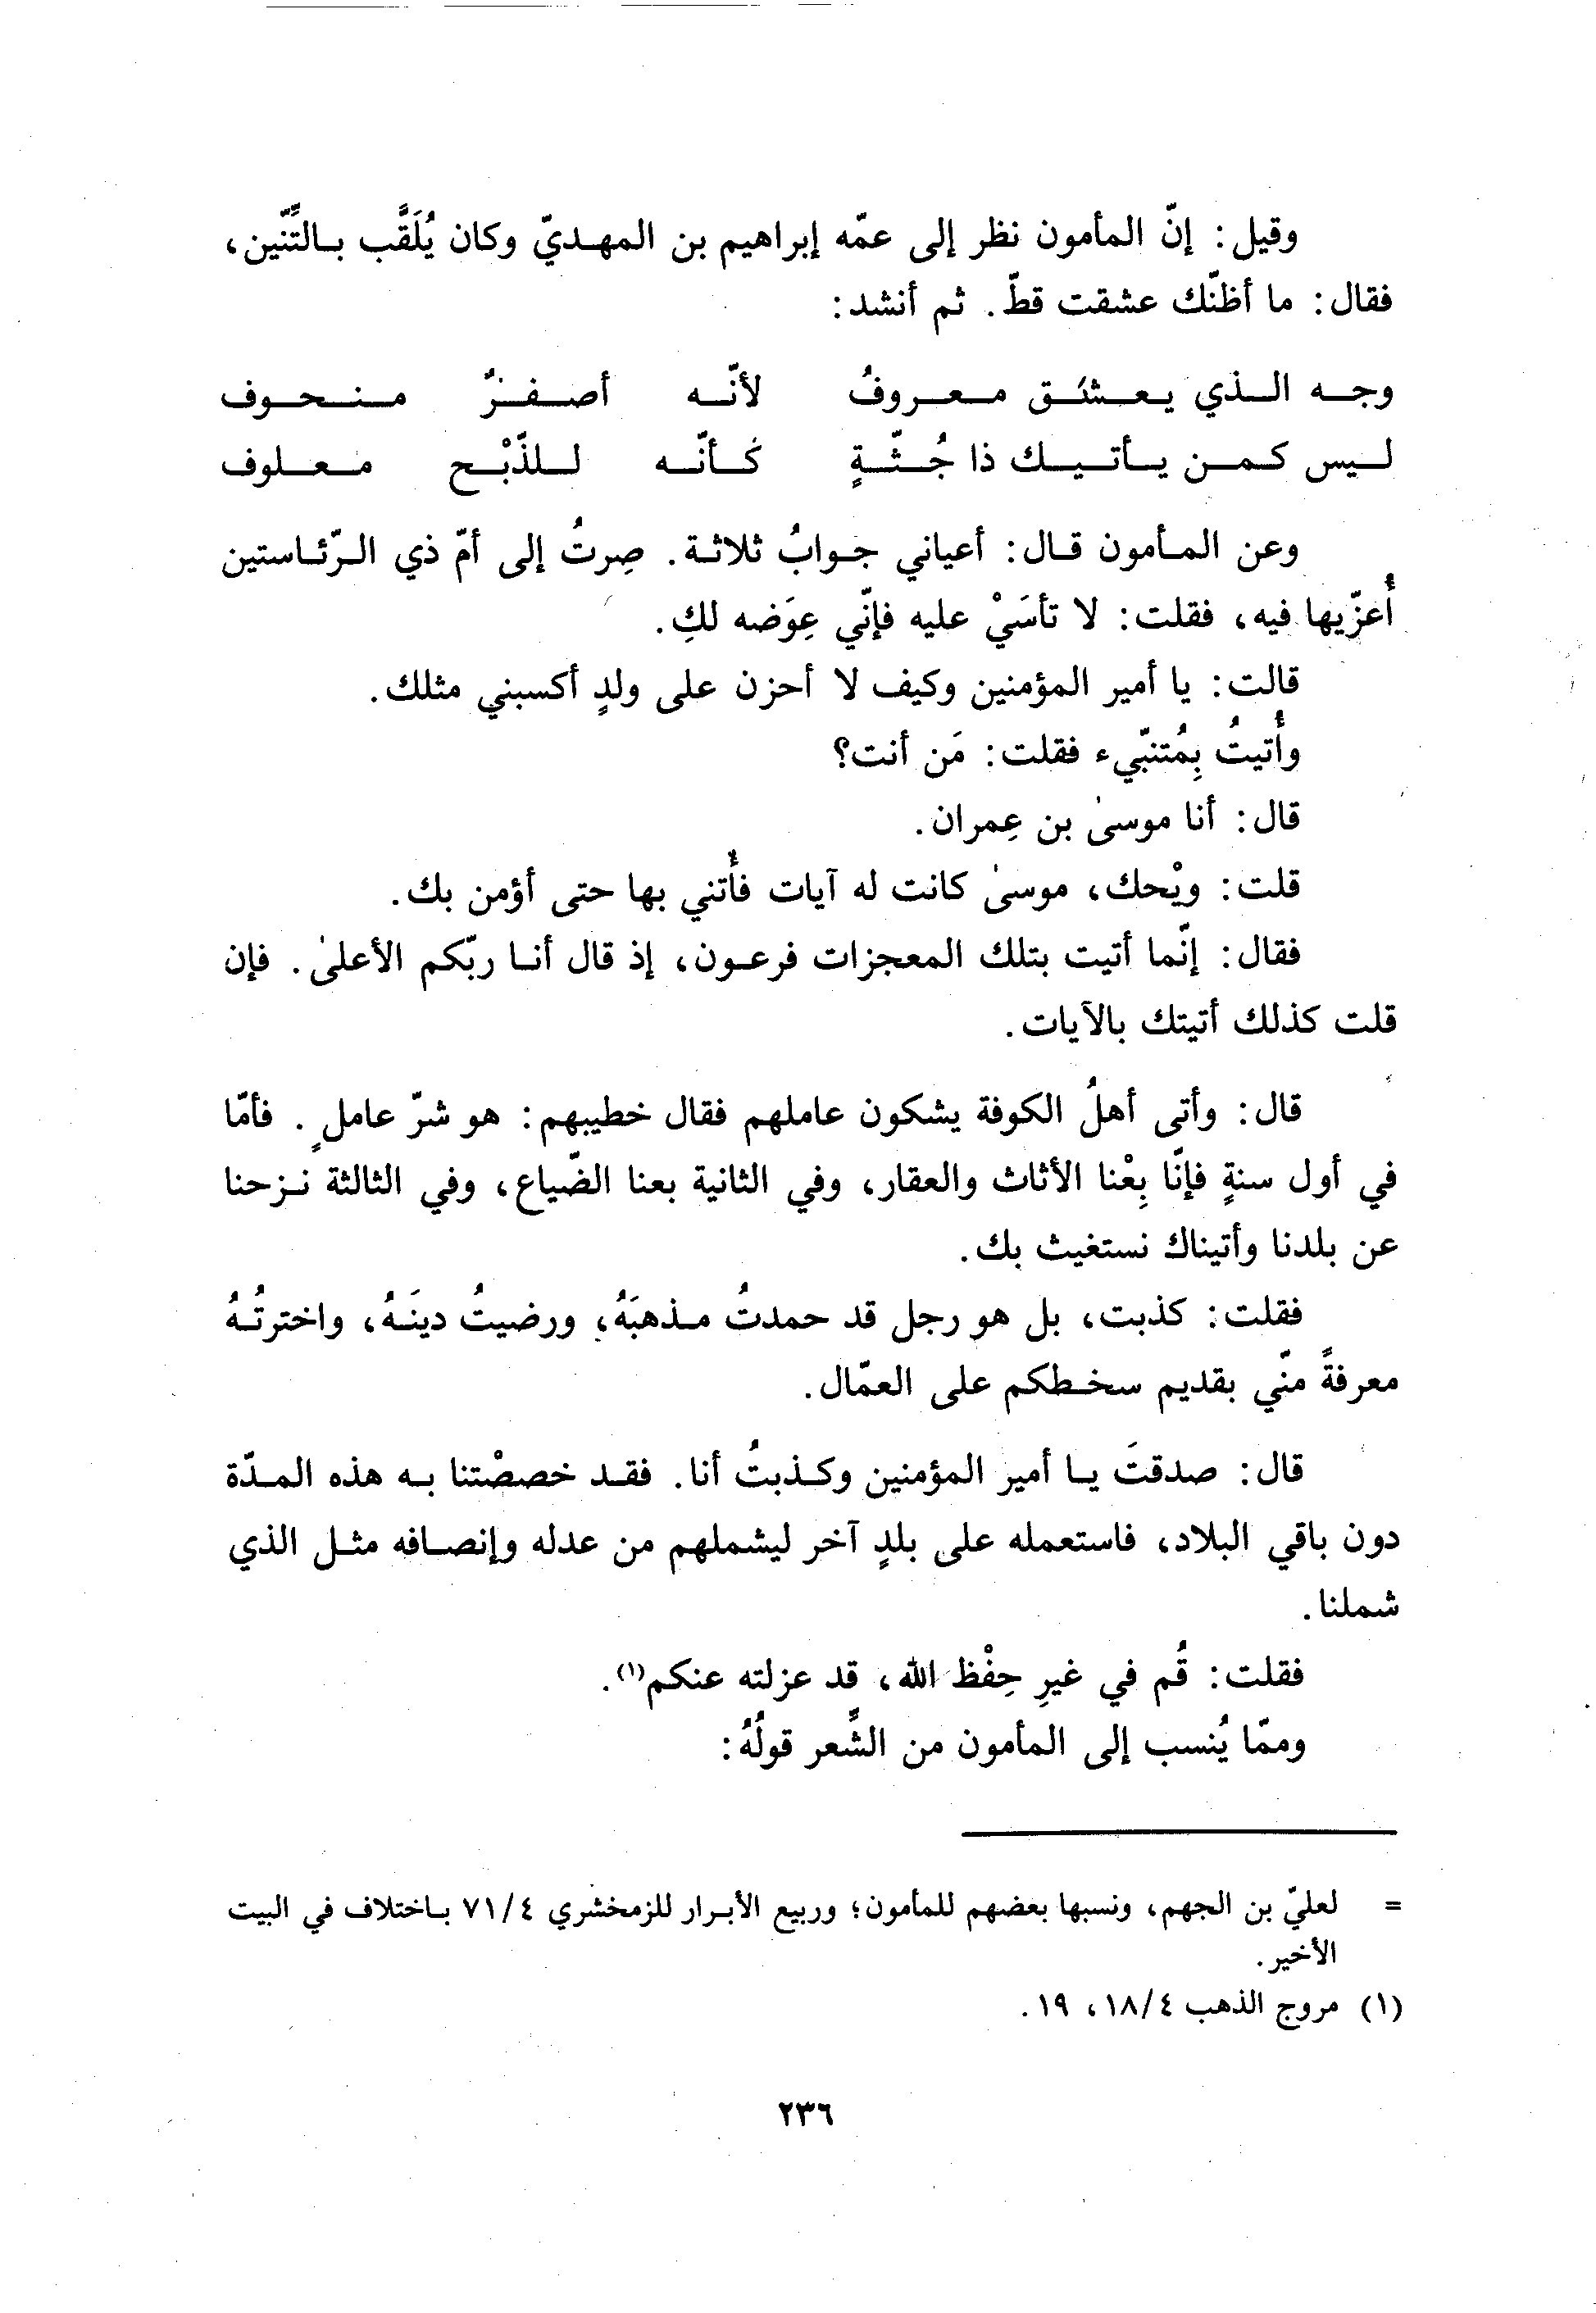 وقيل: إنّ المأمون نظر إلى عمّه إبراهيم بن المهديّ وكان يُلَقَّب بالتِّنّين،
فقال: ما أظنّك عشقت قطّ. ثم أنشد:
وجه الذي يعشق معروفُ لأنّه أصفرٌ منحوف
ليس كمن يأتيك ذا جُثّةٍ كأنّه للذّبْح معلوف
وعن المأمون قال: أعياني جوابُ ثلاثة. صِرتُ إلى أمّ ذي الرّئاستين
أُعزّيها فيه، فقلت: لا تأسَيْ عليه فإنّي عِوَضه لكِ.
قالت: يا أمير المؤمنين وكيف لا أحزن على ولدٍ أكسبني مثلك.
وأُتيتُ بِمُتنبّيء فقلت: مَن أنت؟
قال: أنا موسىٰ بن عِمران.
قلت: ويْحك، موسىٰ كانت له آيات فأْتني بها حتى أؤمن بك.
فقال: إنّما أتيت بتلك المعجزات فرعون، إذ قال أنا ربّكم الأعلىٰ. فإن
قلت كذلك أتيتك بالآيات.
قال: وأتى أهلُ الكوفة يشكون عاملهم فقال خطيبهم: هو شرّ عاملٍ. فأمّا
في أول سنةٍ فإنّا بِعْنا الأثاث والعقار، وفي الثانية بعنا الضّياع، وفي الثالثة نزحنا
عن بلدنا وأتيناك نستغيث بك.
فقلت: كذبت، بل هو رجل قد حمدتُ مذهبَهُ، ورضيتُ دينَهُ، واخترتُهُ
معرفةً منّي بقديم سخطكم على العمّال.
قال: صدقتَ يا أمير المؤمنين وكذبتُ أنا. فقد خصصْتنا به هذه المدّة
دون باقي البلاد، فاستعمله على بلدٍ آخر ليشملهم من عدله وإنصافه مثل الذي
شملنا.
فقلت: قُم في غيرِ حِفْظ الله، قد عزلته عنكم(١).
وممّا يُنسب إلى المأمون من الشِّعر قولُهُ:
= لعليّ بن الجهم، ونسبها بعضهم للمأمون؛ وربيع الأبرار للزمخشري ٧١/٤ باختلاف في البيت
الأخير.
(١) مروج الذهب ١٨/٤، ١٩.
٢٣٦